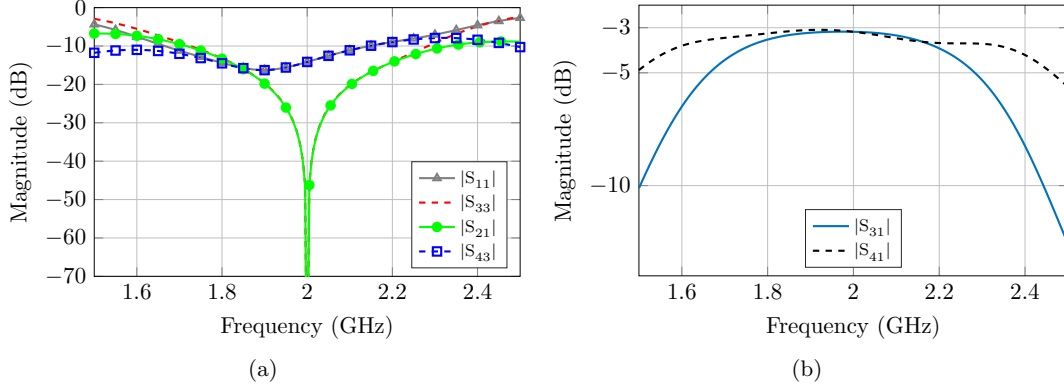 0
−10
−20
−30
−40
−50
−60
−70
Magnitude (dB)
1.6 1.8 2 2.2 2.4
Frequency (GHz)
|S₁₁|
|S₃₃|
|S₂₁|
|S₄₃|
(a)
−3
−5
−10
Magnitude (dB)
1.6 1.8 2 2.2 2.4
Frequency (GHz)
|S₃₁|
|S₄₁|
(b)